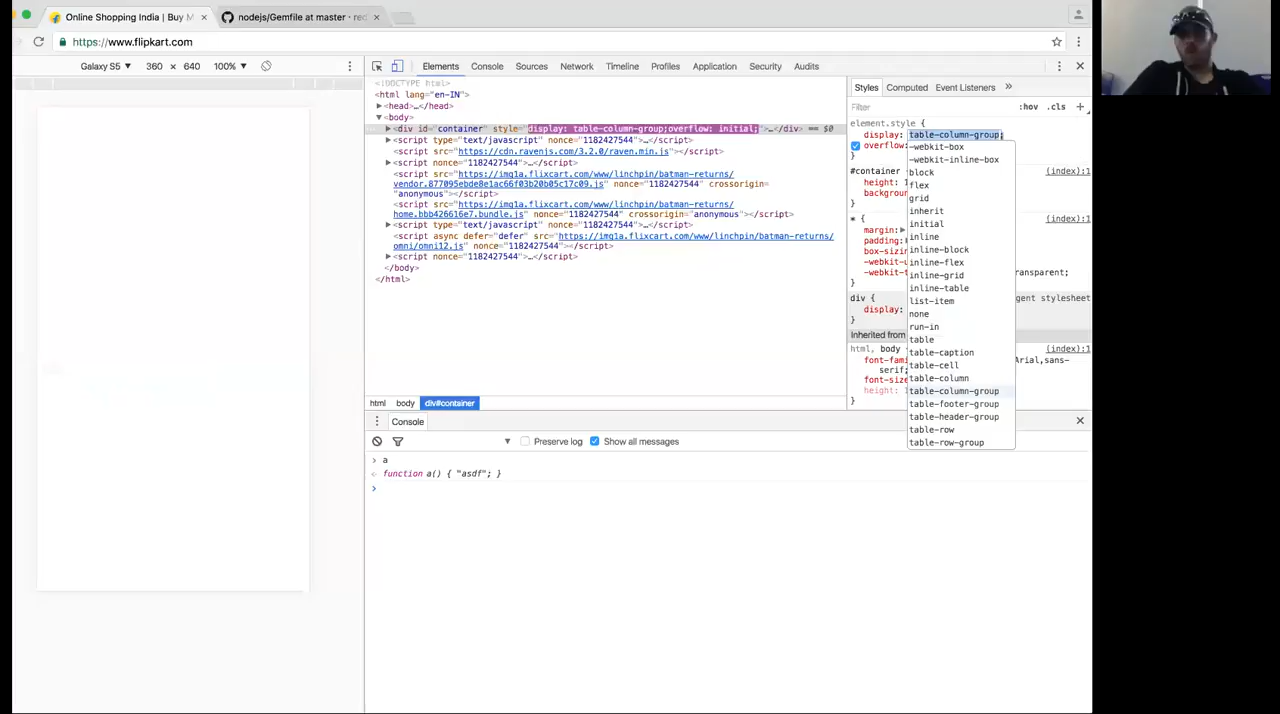 Online Shopping India | Buy M
nodejs/Gemfile at master · re
https://www.flipkart.com
Galaxy S5 ▼ 360 × 640 100% ▼
Elements Console Sources Network Timeline Profiles Application Security Audits
<!DOCTYPE html>
<html lang="en-IN">
▶<head>…</head>
▼<body>
▶<div id="container" style="display: table-column-group;overflow: initial;">…</div> == $0
▶<script type="text/javascript" nonce="1182427544">…</script>
<script src="https://cdn.ravenjs.com/3.2.0/raven.min.js"></script>
▶<script nonce="1182427544">…</script>
<script src="https://img1a.flixcart.com/www/linchpin/batman-returns/
vendor.877095ebde8e1ac66f03b20b05c17c09.js" nonce="1182427544" crossorigin=
"anonymous"></script>
<script src="https://img1a.flixcart.com/www/linchpin/batman-returns/
home.bbb426616e7.bundle.js" nonce="1182427544" crossorigin="anonymous"></script>
▶<script type="text/javascript" nonce="1182427544">…</script>
<script async defer="defer" src="https://img1a.flixcart.com/www/linchpin/batman-returns/
omni/omni12.js" nonce="1182427544"></script>
▶<script nonce="1182427544">…</script>
</body>
</html>
html body div#container
Styles Computed Event Listeners »
Filter :hov .cls +
element.style {
display: table-column-group;
overflow:
}
#container (index):1
height: 1
backgroun
}
* { (index):1
margin:▶
padding:▶
box-sizin
-webkit-u
-webkit-t ransparent;
}
div { gent stylesheet
display:
}
Inherited from
html, body (index):1
font-fami Arial,sans-
serif;
font-size
height: 1
}
-webkit-box
-webkit-inline-box
block
flex
grid
inherit
initial
inline
inline-block
inline-flex
inline-grid
inline-table
list-item
none
run-in
table
table-caption
table-cell
table-column
table-column-group
table-footer-group
table-header-group
table-row
table-row-group
Console
▼ Preserve log Show all messages
> a
function a() { "asdf"; }
>